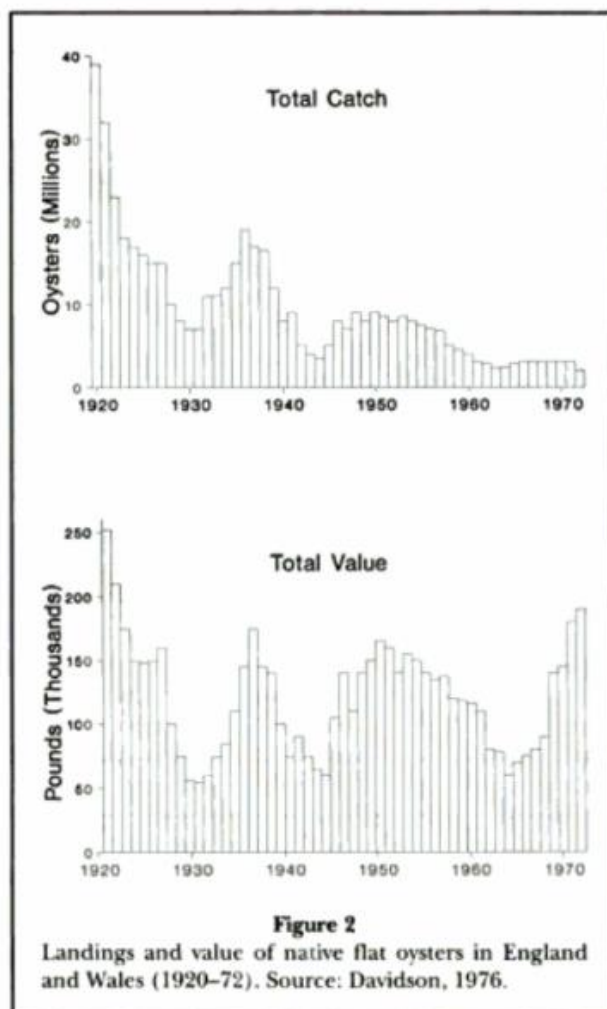 Total Catch
Oysters (Millions)
40
30
20
10
0
1920 1930 1940 1950 1960 1970
Total Value
Pounds (Thousands)
250
200
150
100
50
0
1920 1930 1940 1950 1960 1970
Figure 2
Landings and value of native flat oysters in England
and Wales (1920–72). Source: Davidson, 1976.